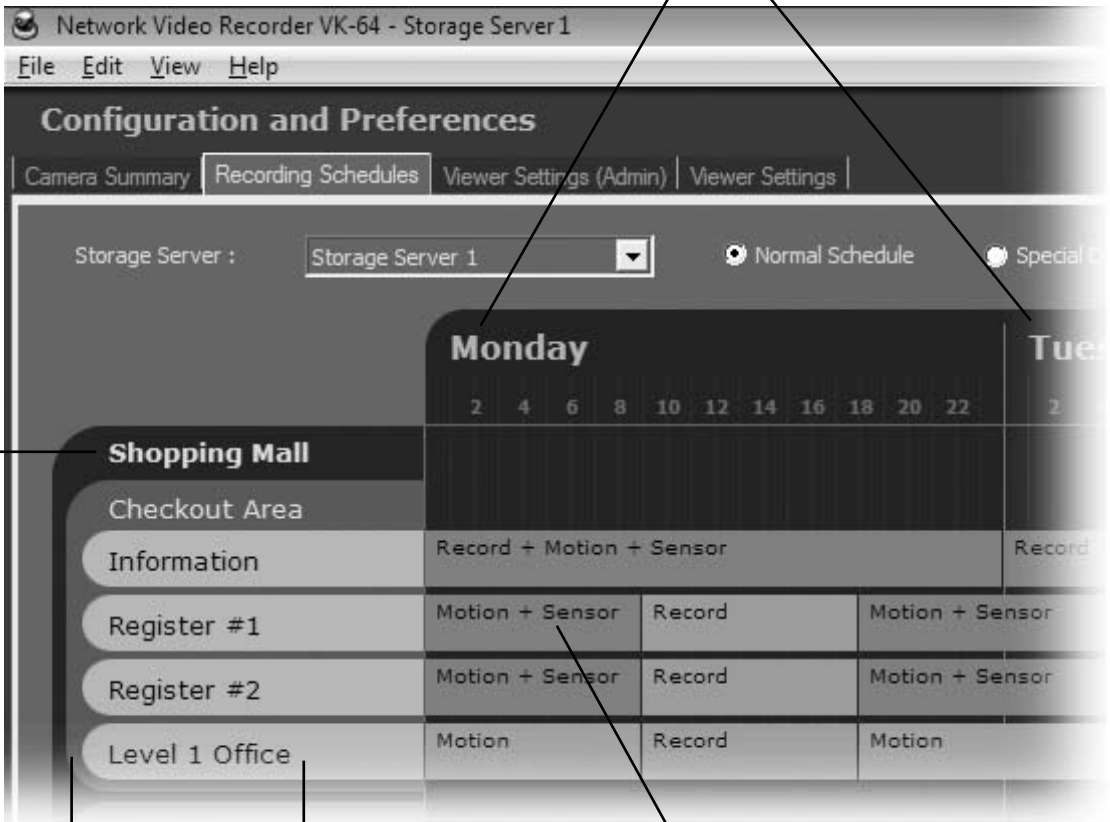 Network Video Recorder VK-64 - Storage Server 1
File Edit View Help
Configuration and Preferences
Camera Summary Recording Schedules Viewer Settings (Admin) Viewer Settings
Storage Server : Storage Server 1 Normal Schedule Special
Monday
2 4 6 8 10 12 14 16 18 20 22 2
Shopping Mall
Checkout Area
Information Record + Motion + Sensor Record
Register #1 Motion + Sensor Record Motion + Sensor
Register #2 Motion + Sensor Record Motion + Sensor
Level 1 Office Motion Record Motion